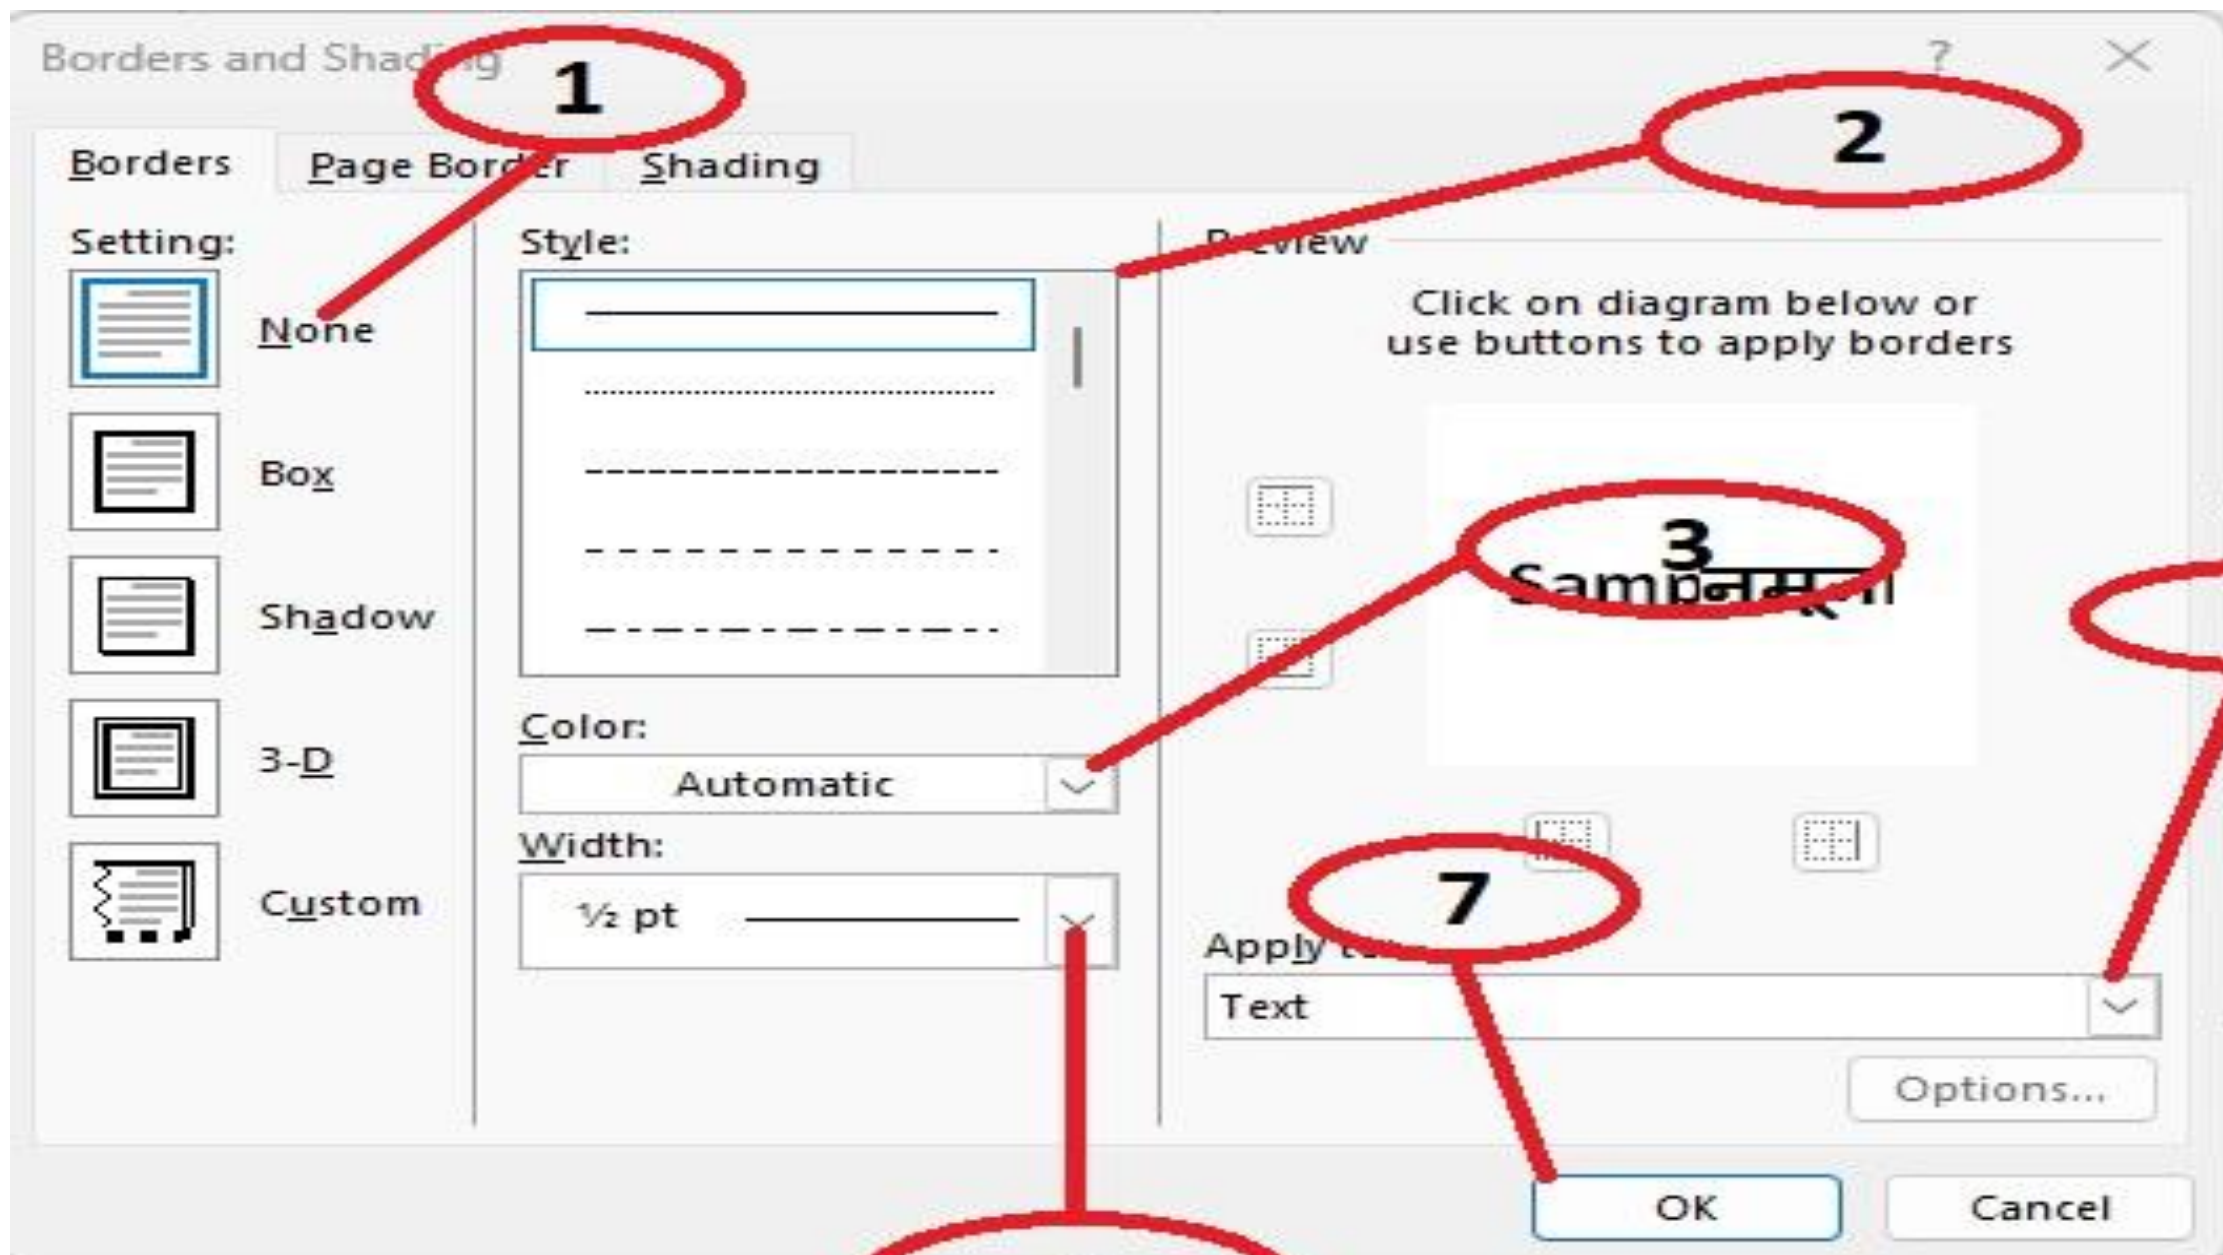 Borders and Shading
?
1
2
Borders
Page Border
Shading
Setting:
None
Box
Shadow
3-D
Custom
Style:
Color:
Automatic
Width:
½ pt
Preview
Click on diagram below or
use buttons to apply borders
3
7
Apply
Text
Options...
OK
Cancel